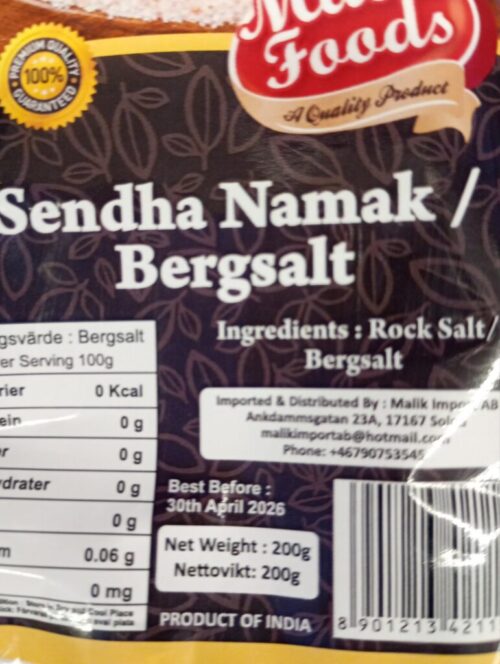 PREMIUM QUALITY
100%
GUARANTEED
Foods
A Quality Product
Sendha Namak /
Bergsalt
gsvärde : Bergsalt
er Serving 100g
rier 0 Kcal
ein 0 g
r 0 g
ydrater 0 g
0 g
m 0.06 g
0 mg
Ingredients : Rock Salt/
Bergsalt
Imported & Distributed By : Malik Import AB
Ankdammsgatan 23A, 17167
malikimportab@hotmail.com
Phone: +46790753545
Best Before :
30th April 2026
Net Weight : 200g
Nettovikt: 200g
PRODUCT OF INDIA
8 901213 4211